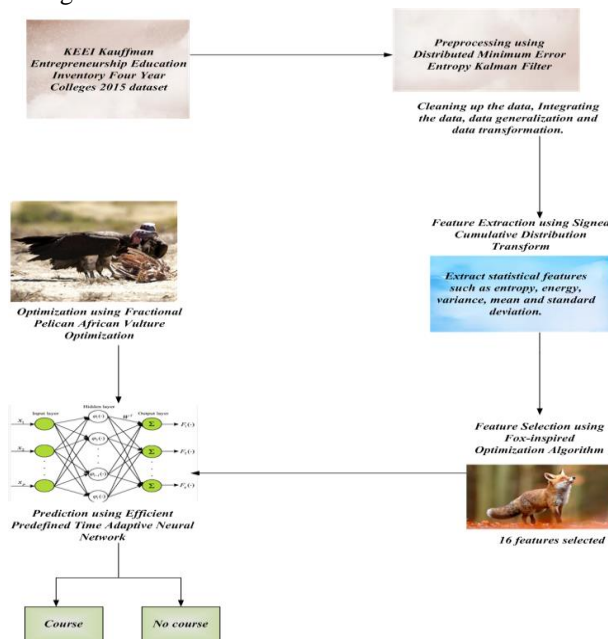 KEEI Kauffman
Entrepreneurship Education
Inventory Four Year
Colleges 2015 dataset
Preprocessing using
Distributed Minimum Error
Entropy Kalman Filter
Cleaning up the data, Integrating
the data, data generalization and
data transformation.
Feature Extraction using Signed
Cumulative Distribution
Transform
Extract statistical features
such as entropy, energy,
variance, mean and standard
deviation.
Feature Selection using
Fox-inspired
Optimization Algorithm
16 features selected
Optimization using Fractional
Pelican African Vulture
Optimization
Input layer
Hidden layer
Output layer
Prediction using Efficient
Predefined Time Adaptive Neural
Network
Course
No course